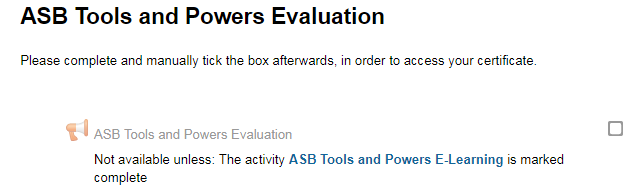 ASB Tools and Powers Evaluation
Please complete and manually tick the box afterwards, in order to access your certificate.
ASB Tools and Powers Evaluation
Not available unless: The activity ASB Tools and Powers E-Learning is marked
complete